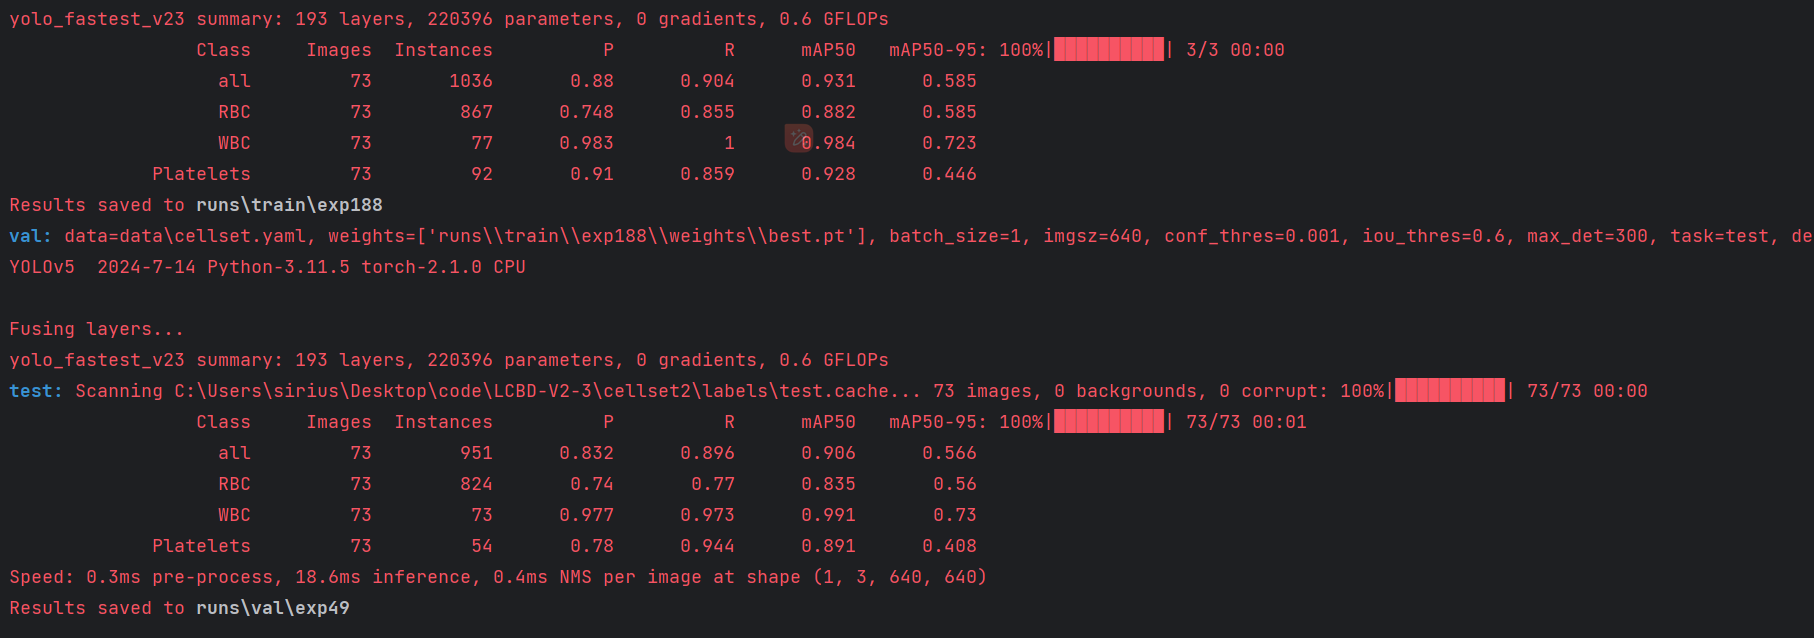 yolo_fastest_v23 summary: 193 layers, 220396 parameters, 0 gradients, 0.6 GFLOPs
Class Images Instances P R mAP50 mAP50-95: 100%|██████████| 3/3 00:00
all 73 1036 0.88 0.904 0.931 0.585
RBC 73 867 0.748 0.855 0.882 0.585
WBC 73 77 0.983 1 0.984 0.723
Platelets 73 92 0.91 0.859 0.928 0.446
Results saved to runs\train\exp188
val: data=data\cellset.yaml, weights=['runs\\train\\exp188\\weights\\best.pt'], batch_size=1, imgsz=640, conf_thres=0.001, iou_thres=0.6, max_det=300, task=test, de
YOLOv5 2024-7-14 Python-3.11.5 torch-2.1.0 CPU
Fusing layers...
yolo_fastest_v23 summary: 193 layers, 220396 parameters, 0 gradients, 0.6 GFLOPs
test: Scanning C:\Users\sirius\Desktop\code\LCBD-V2-3\cellset2\labels\test.cache... 73 images, 0 backgrounds, 0 corrupt: 100%|██████████| 73/73 00:00
Class Images Instances P R mAP50 mAP50-95: 100%|██████████| 73/73 00:01
all 73 951 0.832 0.896 0.906 0.566
RBC 73 824 0.74 0.77 0.835 0.56
WBC 73 73 0.977 0.973 0.991 0.73
Platelets 73 54 0.78 0.944 0.891 0.408
Speed: 0.3ms pre-process, 18.6ms inference, 0.4ms NMS per image at shape (1, 3, 640, 640)
Results saved to runs\val\exp49